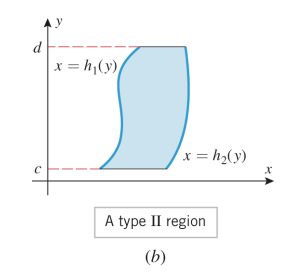 y
d
x = h₁(y)
x = h₂(y)
x
c
A type II region
(b)